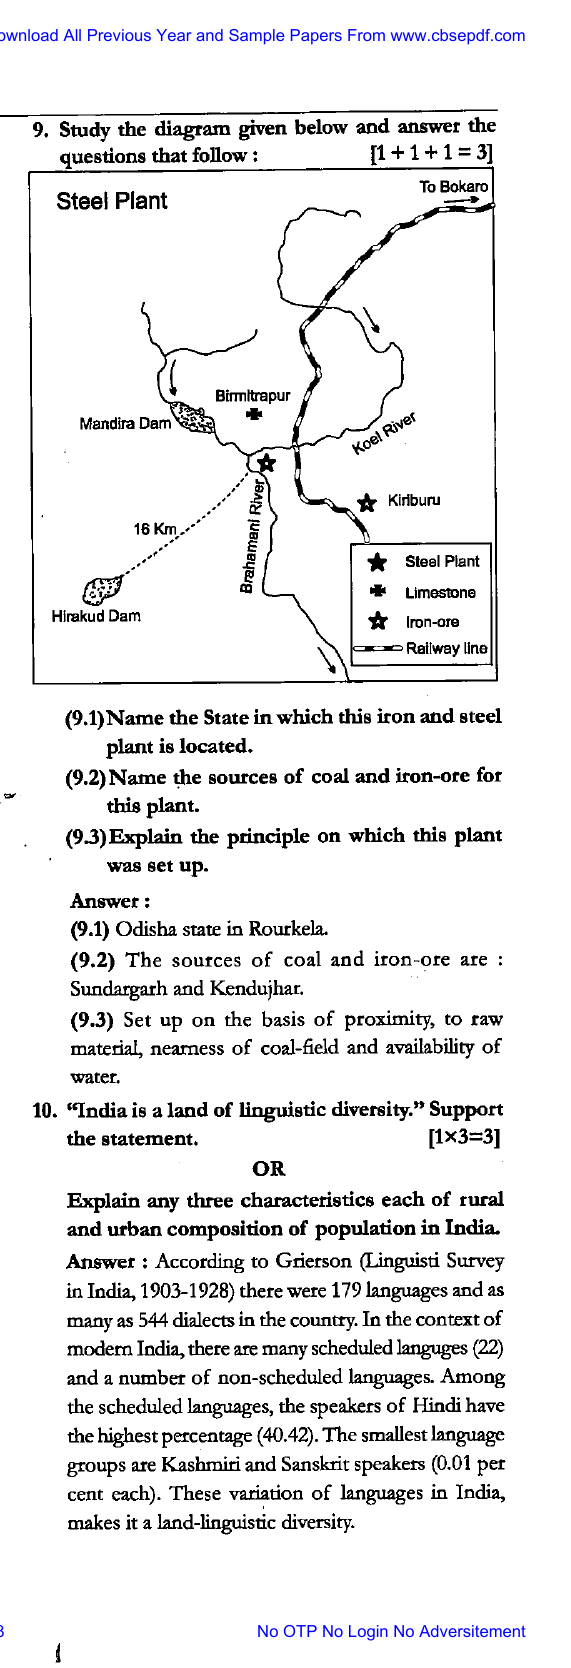 ownload All Previous Year and Sample Papers From www.cbsepdf.com
9. Study the diagram given below and answer the
questions that follow : [1 + 1 + 1 = 3]
Steel Plant
To Bokaro
Birmitrapur
Mandira Dam
Koel River
Kiriburu
16 Km
Brahamani River
Hirakud Dam
Steel Plant
Limestone
Iron-ore
Railway line
(9.1) Name the State in which this iron and steel
plant is located.
(9.2) Name the sources of coal and iron-ore for
this plant.
(9.3) Explain the principle on which this plant
was set up.
Answer :
(9.1) Odisha state in Rourkela.
(9.2) The sources of coal and iron-ore are :
Sundargarh and Kendujhar.
(9.3) Set up on the basis of proximity, to raw
material, nearness of coal-field and availability of
water.
10. “India is a land of linguistic diversity.” Support
the statement. [1×3=3]
OR
Explain any three characteristics each of rural
and urban composition of population in India.
Answer : According to Grierson (Linguisti Survey
in India, 1903-1928) there were 179 languages and as
many as 544 dialects in the country. In the context of
modern India, there are many scheduled languges (22)
and a number of non-scheduled languages. Among
the scheduled languages, the speakers of Hindi have
the highest percentage (40.42). The smallest language
groups are Kashmiri and Sanskrit speakers (0.01 per
cent each). These variation of languages in India,
makes it a land-linguistic diversity.
3 No OTP No Login No Adversitement